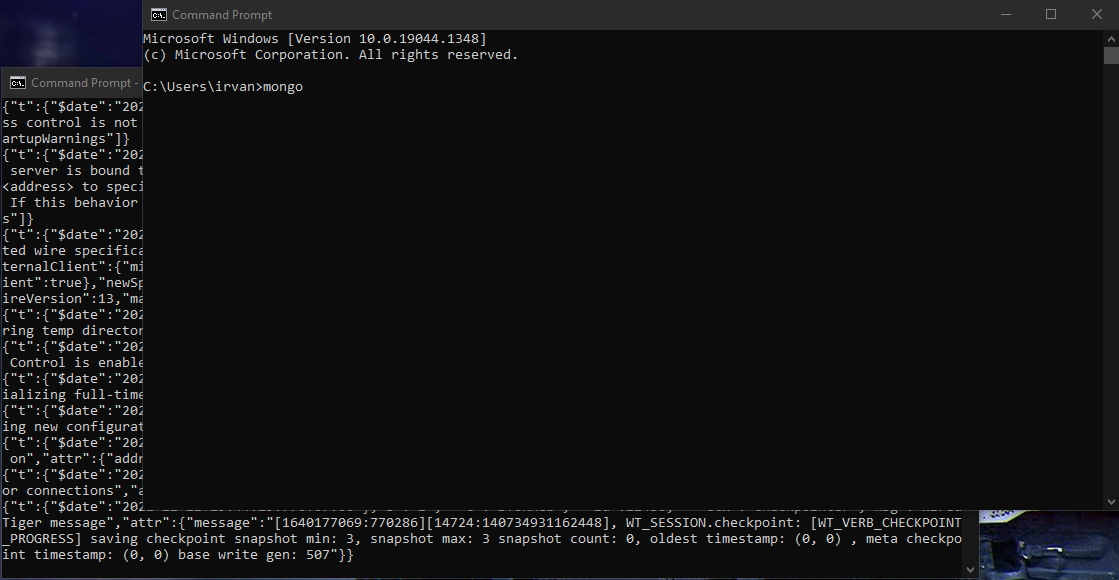 Command Prompt
Microsoft Windows [Version 10.0.19044.1348]
(c) Microsoft Corporation. All rights reserved.
C:\Users\irvan>mongo
Command Prompt -
{"t":{"$date":"202
ss control is not
artupWarnings"]}
{"t":{"$date":"202
server is bound t
<address> to speci
If this behavior
s"]}
{"t":{"$date":"202
ted wire specifica
ternalClient":{"mi
ient":true},"newSp
ireVersion":13,"ma
{"t":{"$date":"202
ring temp director
{"t":{"$date":"202
Control is enable
{"t":{"$date":"202
ializing full-time
{"t":{"$date":"202
ing new configurat
{"t":{"$date":"202
on","attr":{"addr
{"t":{"$date":"202
or connections","a
{"t":{"$date":"202
Tiger message","attr":{"message":"[1640177069:770286][14724:140734931162448], WT_SESSION.checkpoint: [WT_VERB_CHECKPOINT
_PROGRESS] saving checkpoint snapshot min: 3, snapshot max: 3 snapshot count: 0, oldest timestamp: (0, 0) , meta checkpo
int timestamp: (0, 0) base write gen: 507"}}